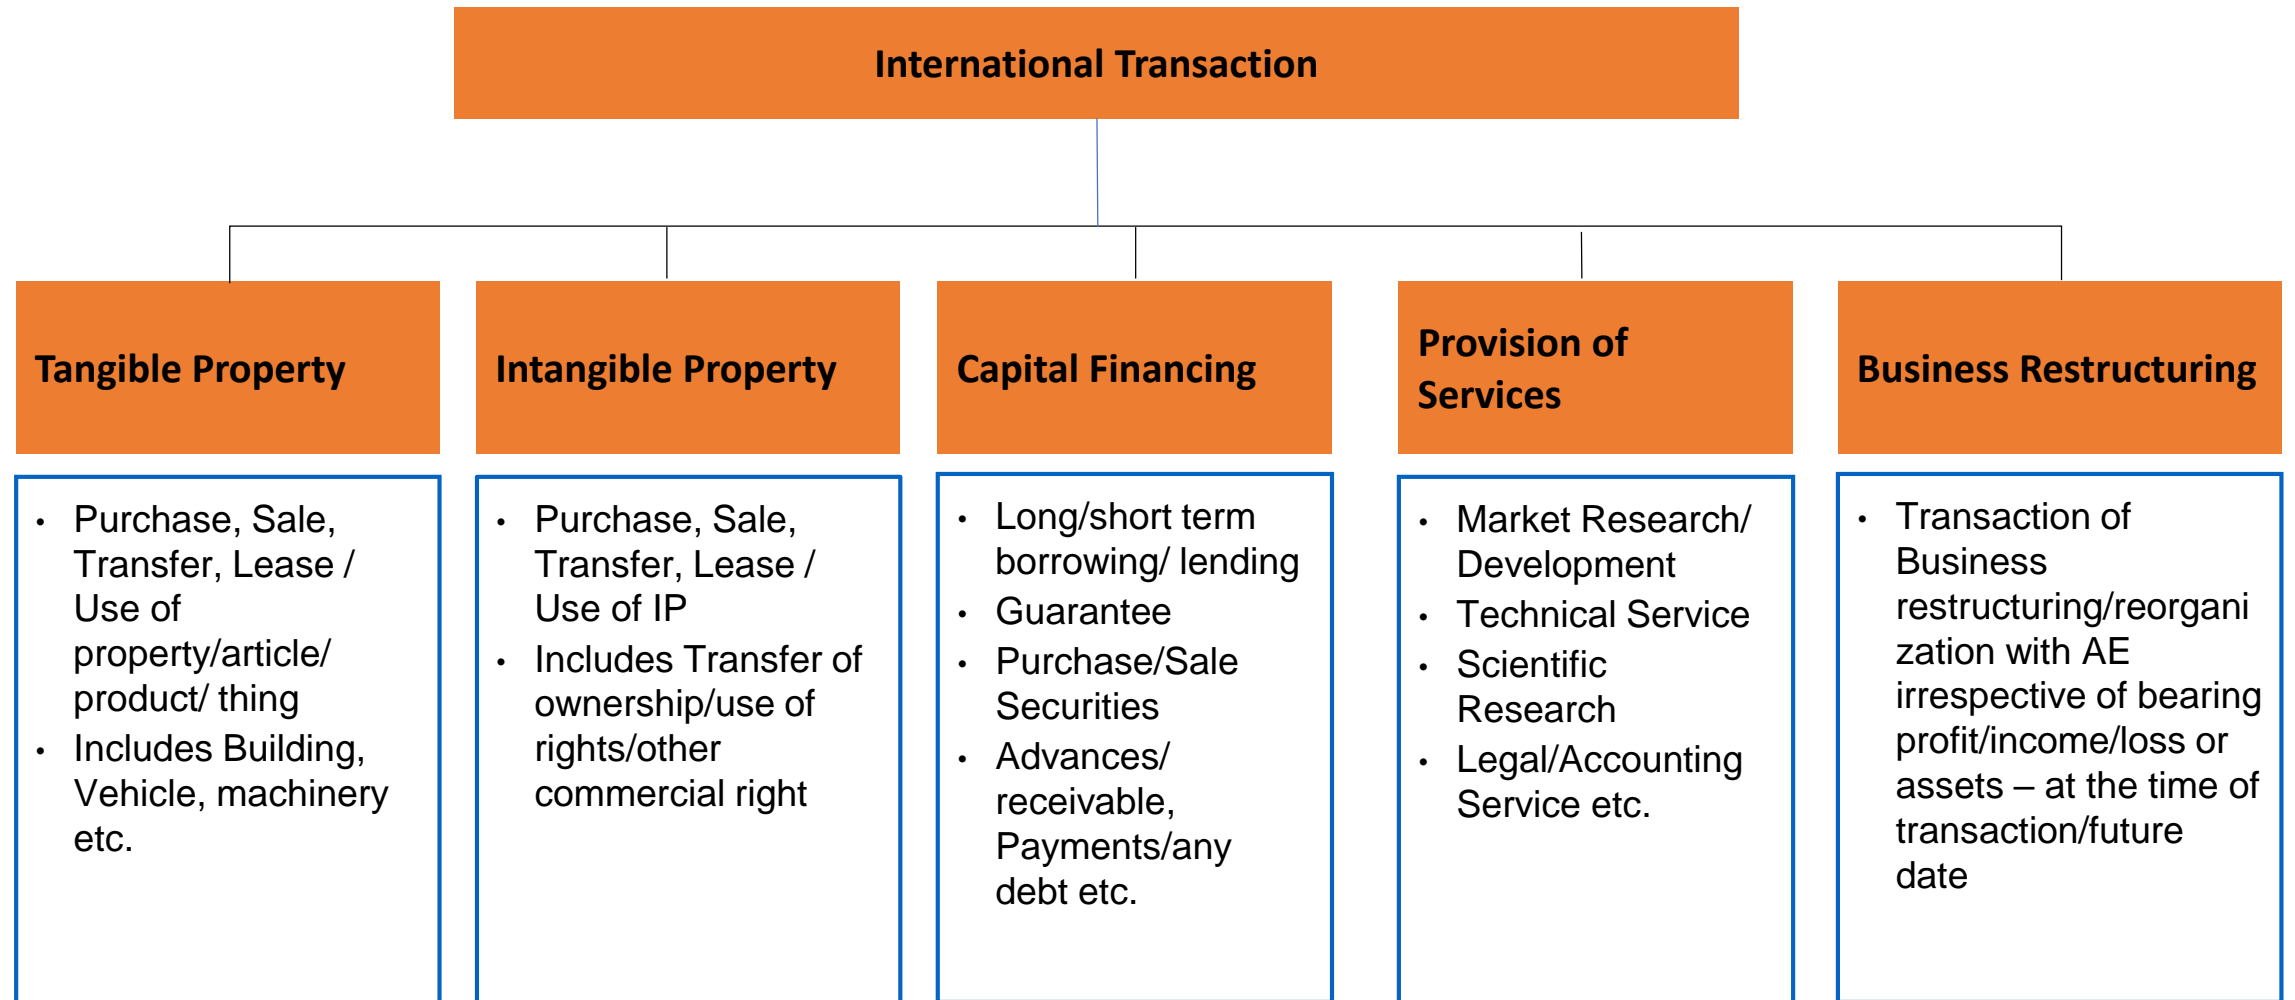 International Transaction
Tangible Property
• Purchase, Sale,
Transfer, Lease /
Use of
property/article/
product/ thing
• Includes Building,
Vehicle, machinery
etc.
Intangible Property
• Purchase, Sale,
Transfer, Lease /
Use of IP
• Includes Transfer of
ownership/use of
rights/other
commercial right
Capital Financing
• Long/short term
borrowing/ lending
• Guarantee
• Purchase/Sale
Securities
• Advances/
receivable,
Payments/any
debt etc.
Provision of
Services
• Market Research/
Development
• Technical Service
• Scientific
Research
• Legal/Accounting
Service etc.
Business Restructuring
• Transaction of
Business
restructuring/reorgani
zation with AE
irrespective of bearing
profit/income/loss or
assets – at the time of
transaction/future
date